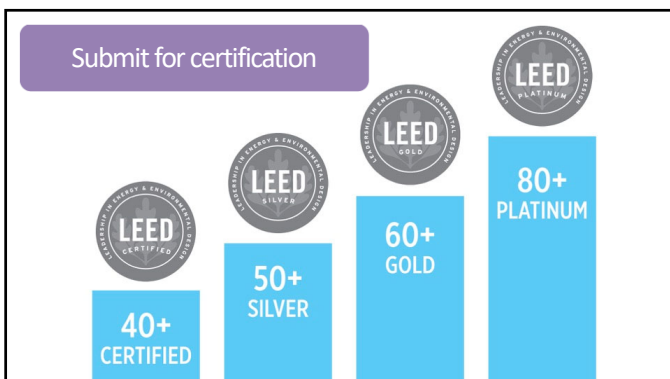 Submit for certification
LEADERSHIP IN ENERGY & ENVIRONMENTAL DESIGN
LEED
PLATINUM
LEADERSHIP IN ENERGY & ENVIRONMENTAL DESIGN
LEED
GOLD
LEADERSHIP IN ENERGY & ENVIRONMENTAL DESIGN
LEED
SILVER
LEADERSHIP IN ENERGY & ENVIRONMENTAL DESIGN
LEED
CERTIFIED
80+
PLATINUM
60+
GOLD
50+
SILVER
40+
CERTIFIED